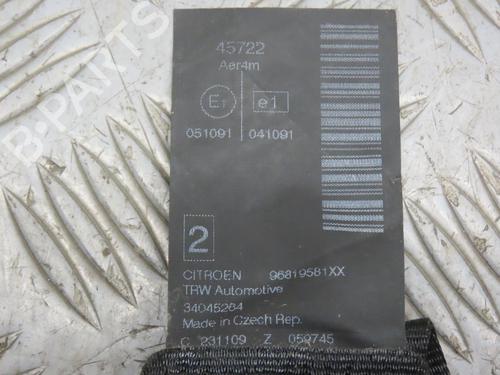 45722
Aer4m
E1 e1
051091 041091
2
CITROEN 96819581XX
TRW Automotive
34045264
Made in Czech Rep.
C 231109 Z 059745
B-PARTS